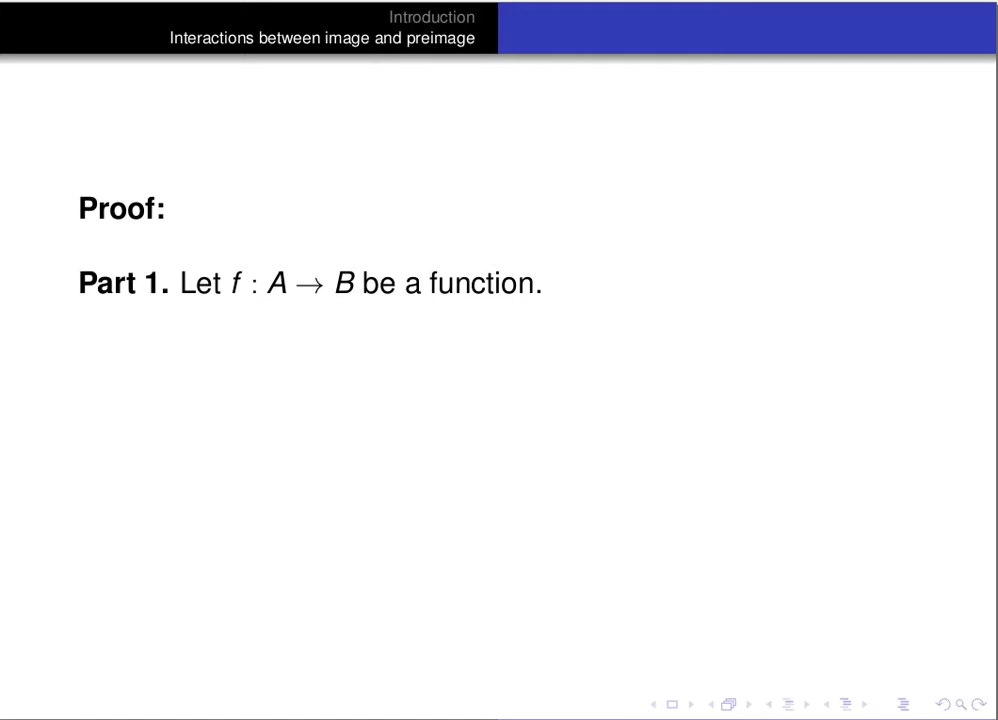 Introduction
Interactions between image and preimage
Proof:
Part 1. Let f : A → B be a function.